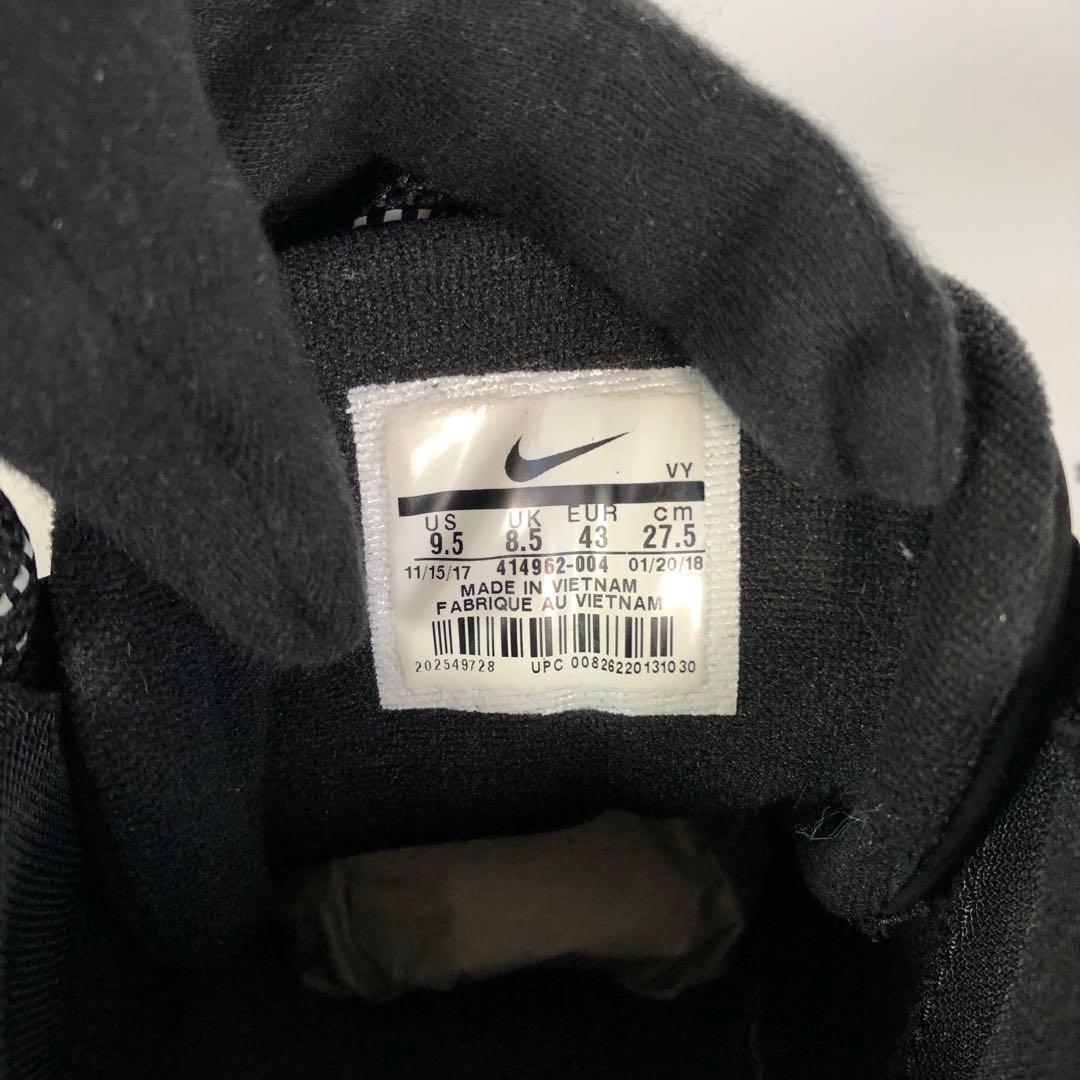 VY
US UK EUR cm
9.5 8.5 43 27.5
11/15/17 414962-004 01/20/18
MADE IN VIETNAM
FABRIQUE AU VIETNAM
202549728 UPC 00826220131030